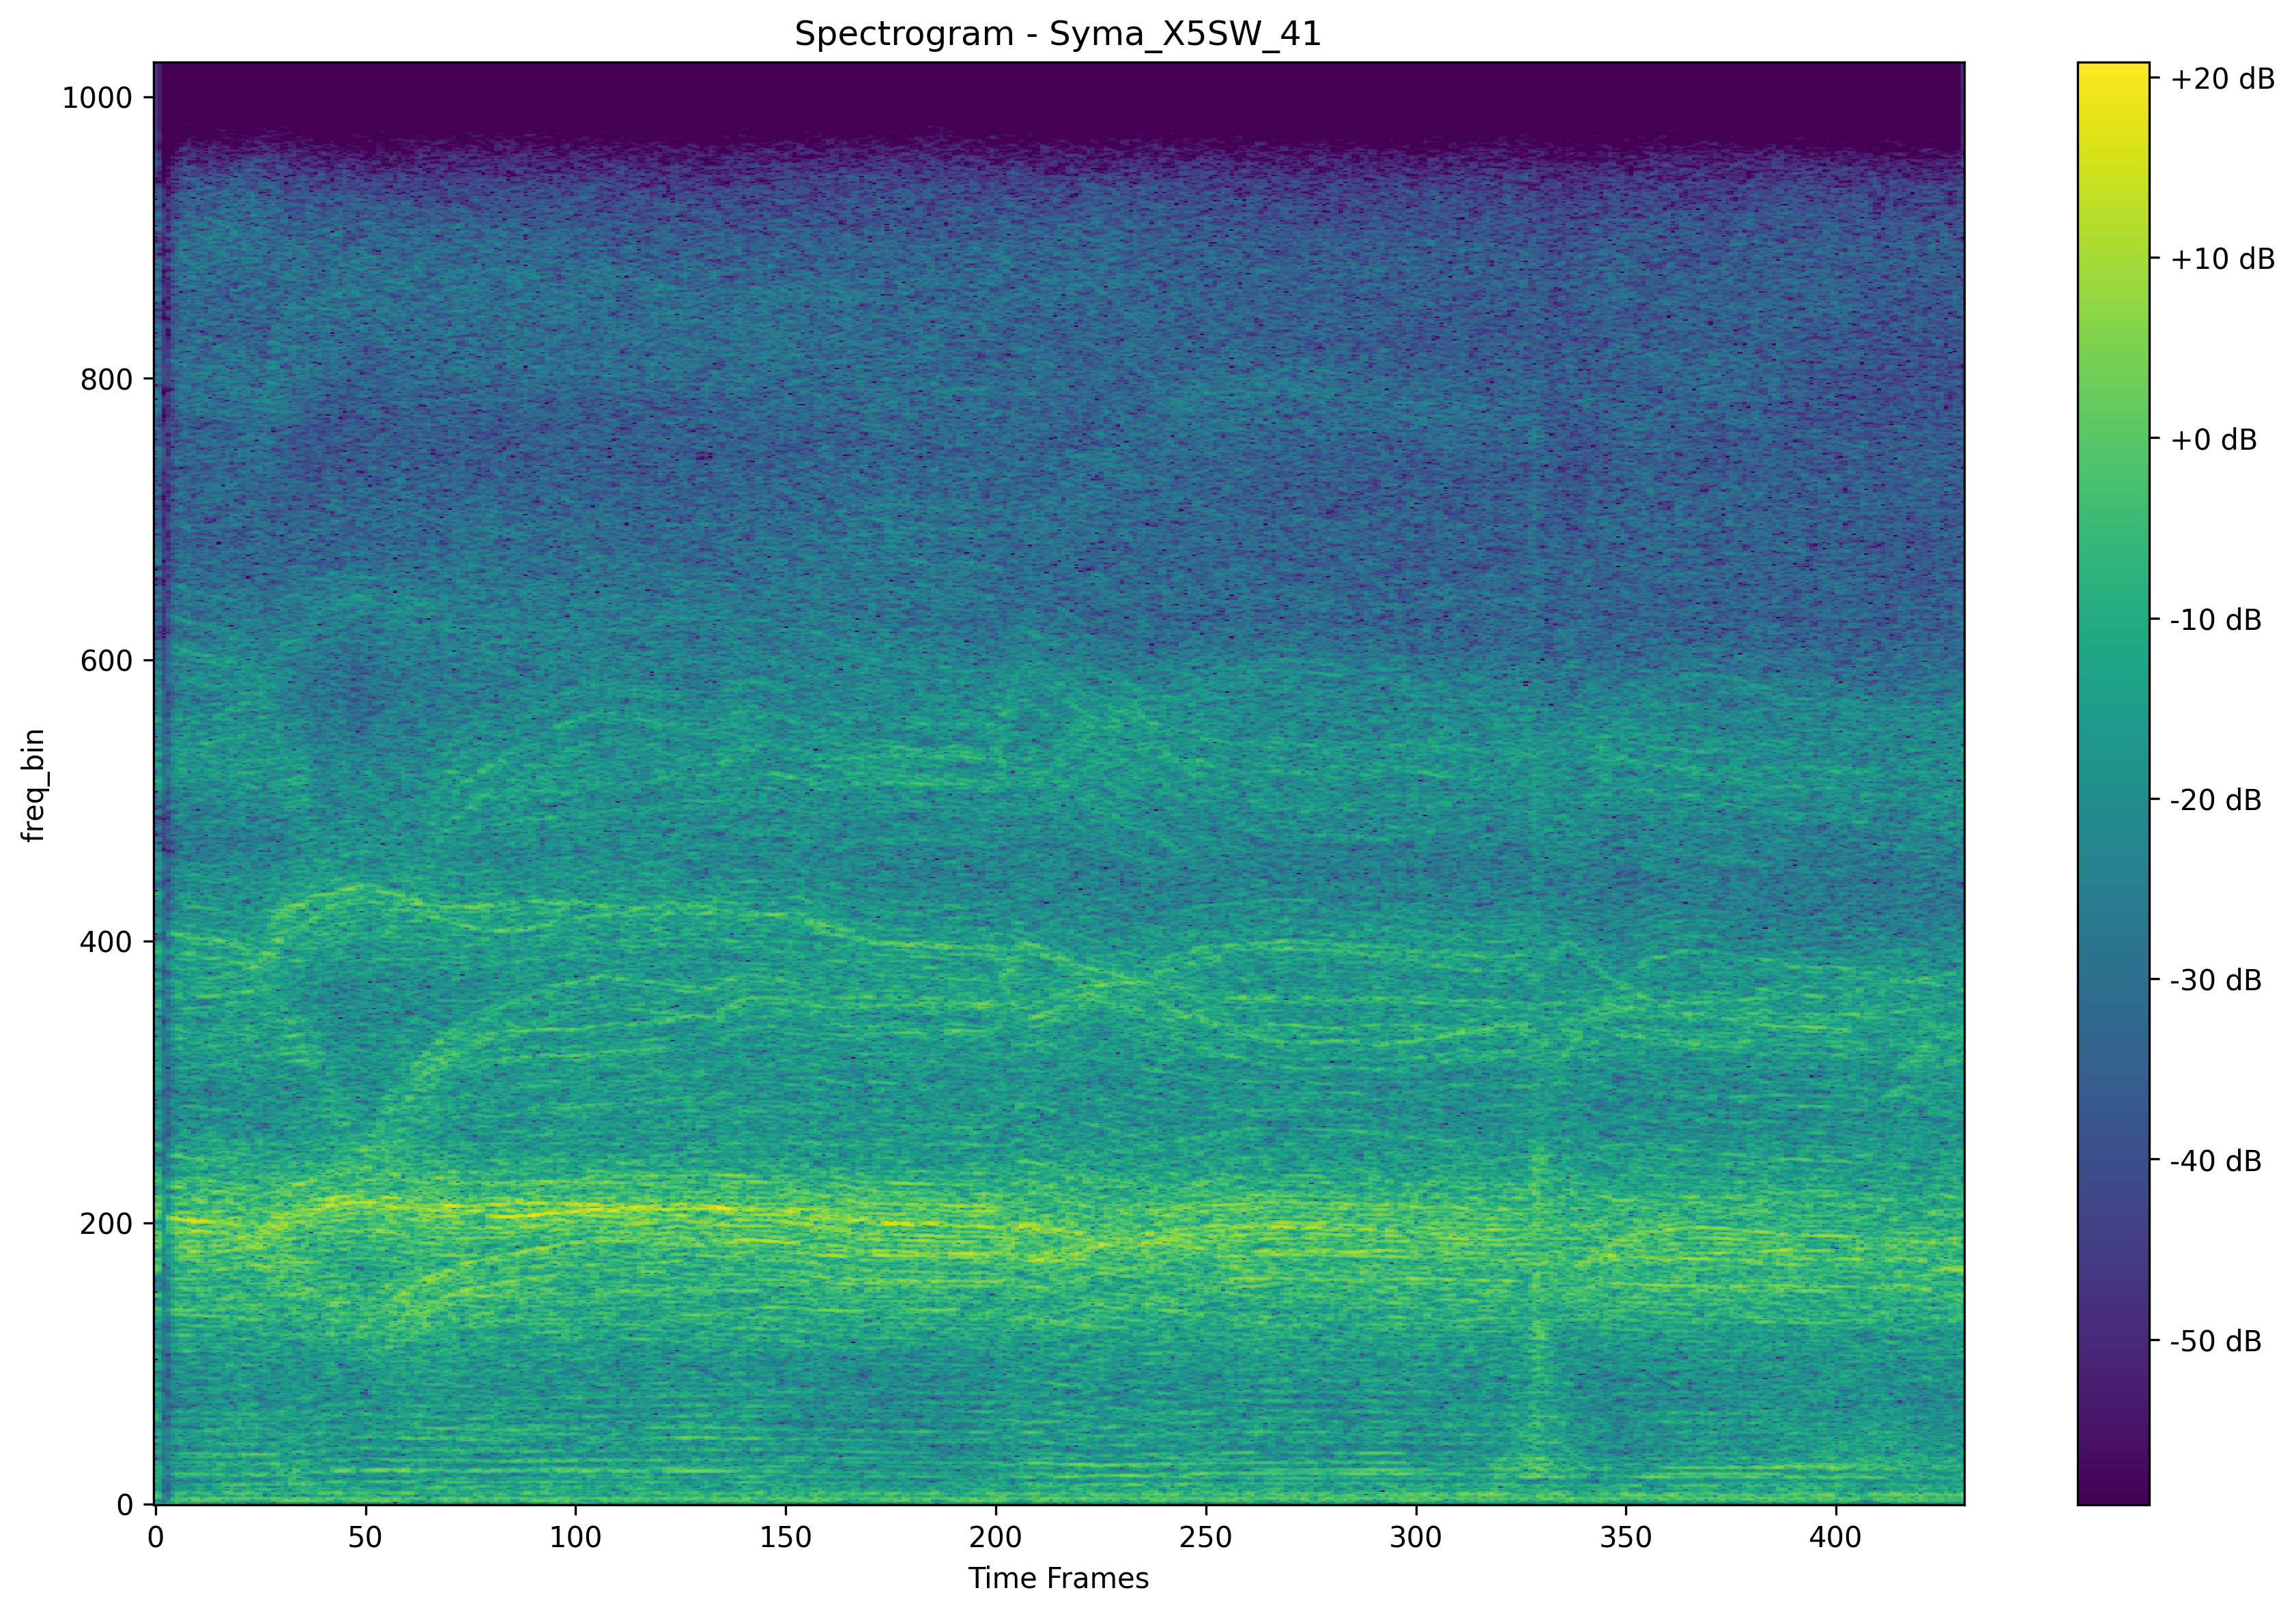 Spectrogram - Syma_X5SW_41
1000
800
600
400
200
0
freq_bin
0 50 100 150 200 250 300 350 400
Time Frames
+20 dB
+10 dB
+0 dB
-10 dB
-20 dB
-30 dB
-40 dB
-50 dB